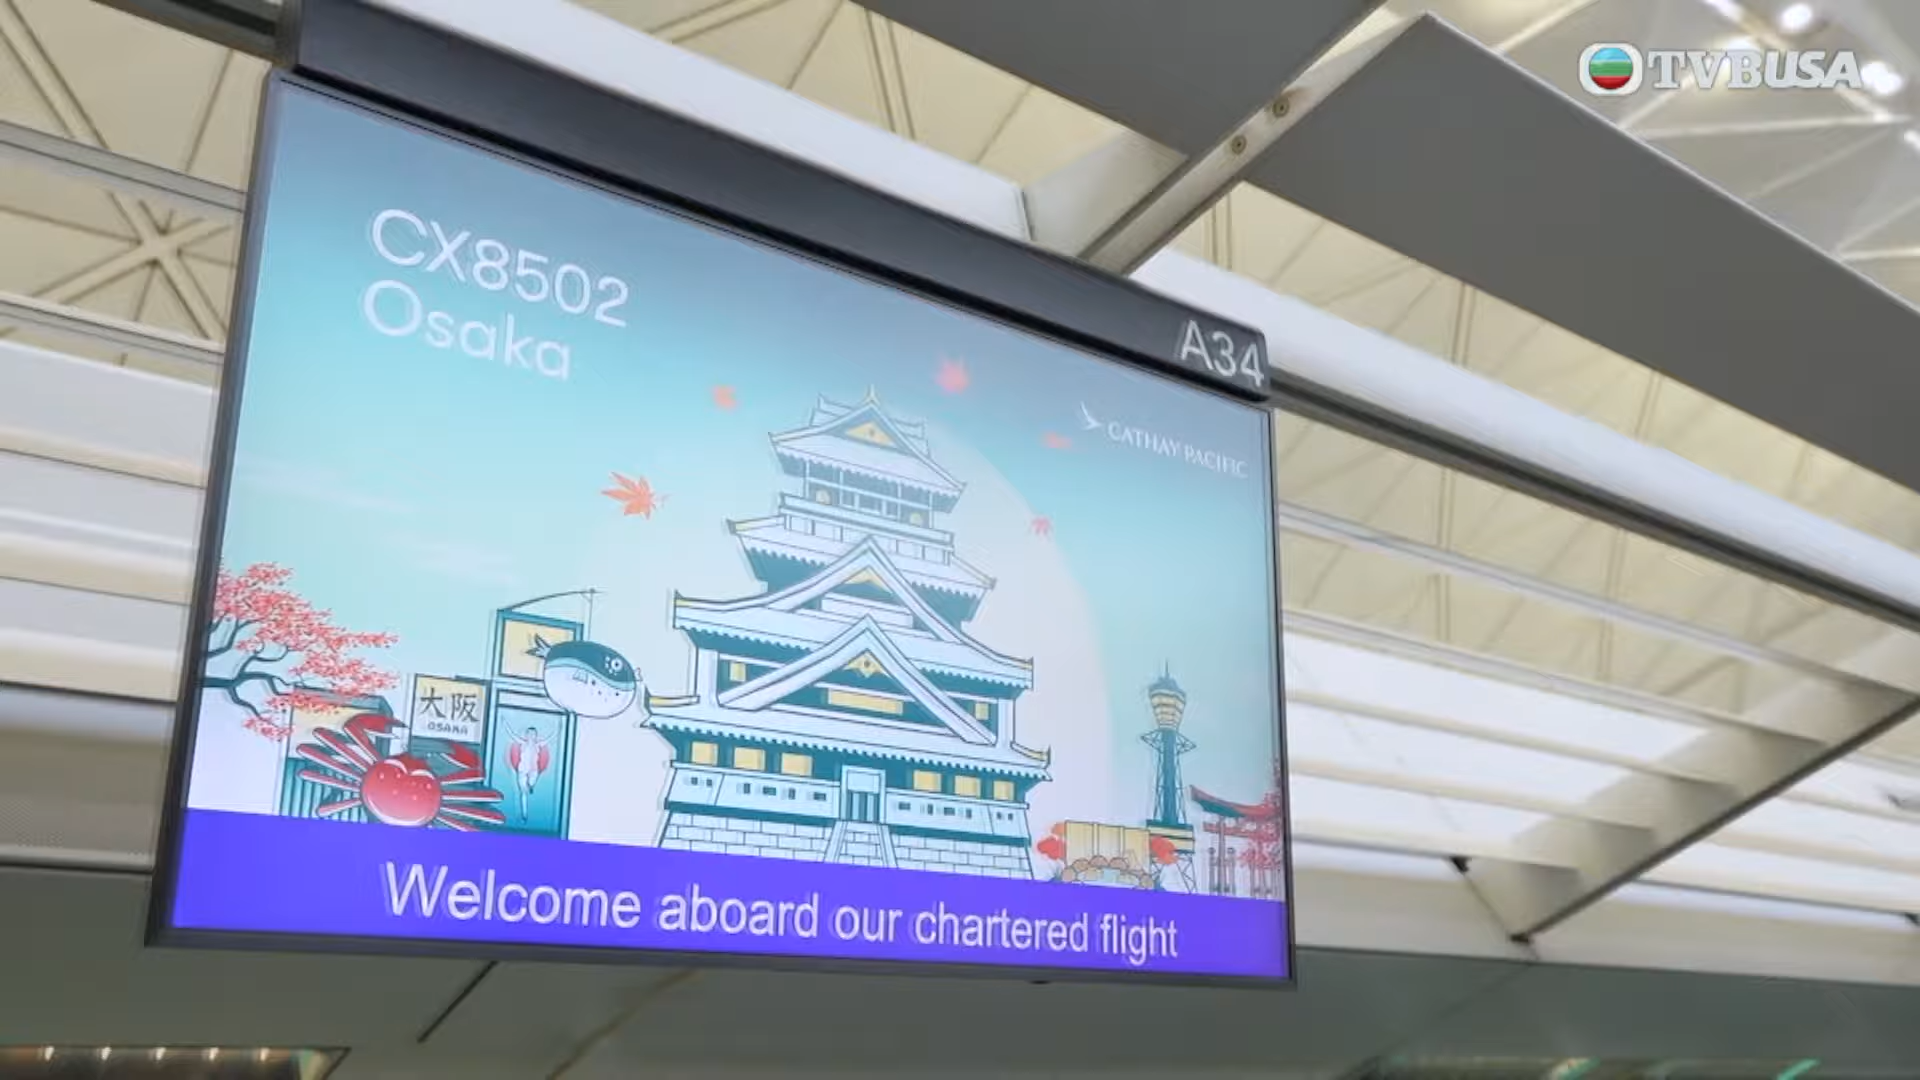 TVBUSA
CX8502
Osaka
A34
CATHAY PACIFIC
大阪
OSAKA
Welcome aboard our chartered flight